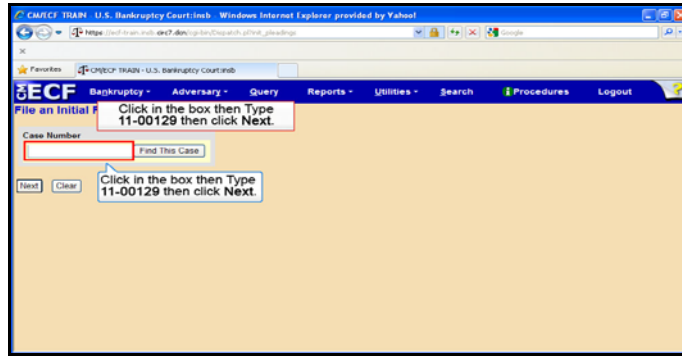 CM/ECF TRAIN - U.S. Bankruptcy Court:insb - Windows Internet Explorer provided by Yahoo!
Google
Favorites CM/ECF TRAIN - U.S. Bankruptcy Court:insb
ECF Bankruptcy Adversary Query Reports Utilities Search Procedures Logout ?
File an Initial
Click in the box then Type
11-00129 then click Next.
Case Number
Find This Case
Next Clear
Click in the box then Type
11-00129 then click Next.